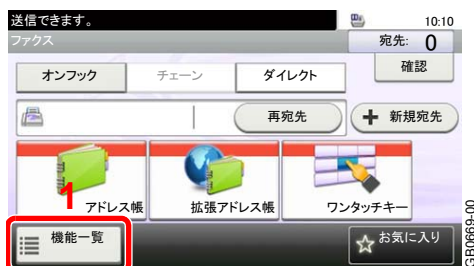 送信できます。 10:10
ファクス 宛先: 0
オンフック チェーン ダイレクト 確認
再宛先 + 新規宛先
1
アドレス帳 拡張アドレス帳 ワンタッチキー
機能一覧 お気に入り
GB0669-00